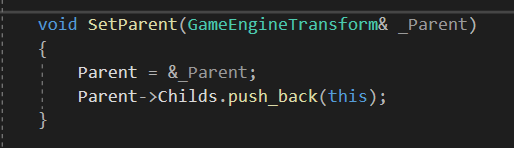 void SetParent(GameEngineTransform& _Parent)
{
    Parent = &_Parent;
    Parent->Childs.push_back(this);
}